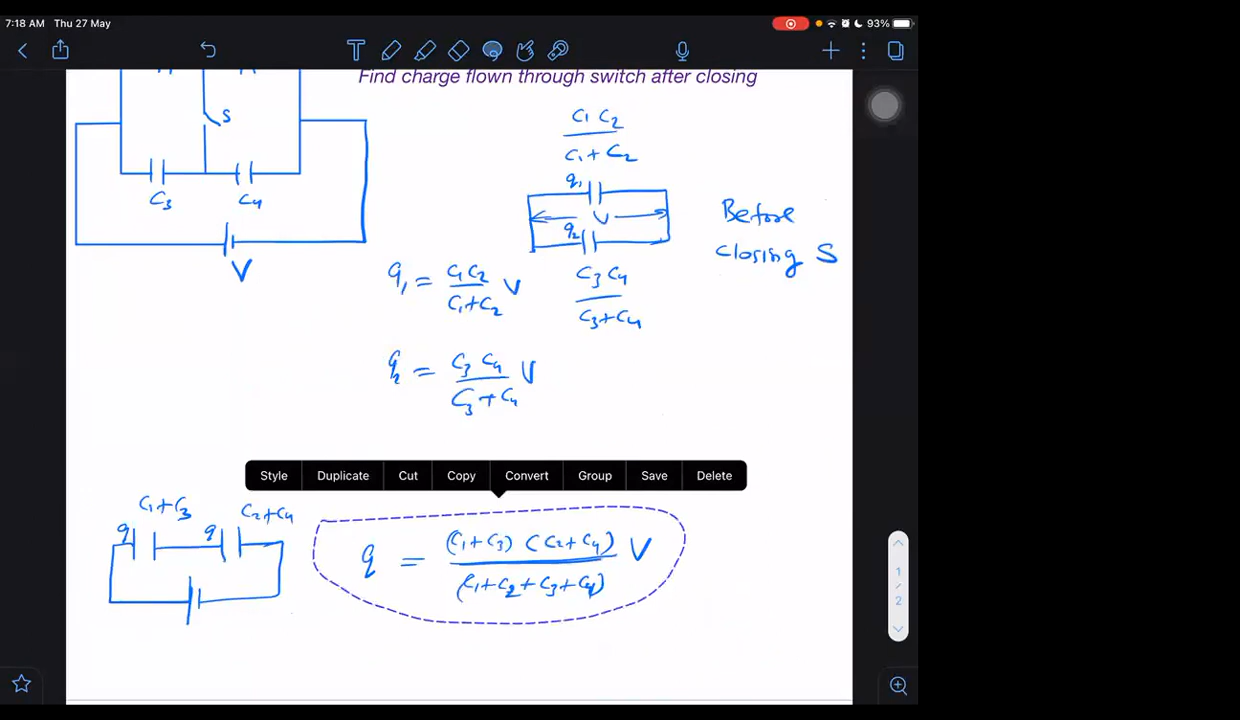 7:18 AM Thu 27 May
93%
Find charge flown through switch after closing
S
C3 C4
V
C1 C2
C1+C2
q1
V
q2
C3 C4
C3+C4
Before
closing S
q1 = C1C2/C1+C2 V
q2 = C3 C4/C3+C4 V
Style Duplicate Cut Copy Convert Group Save Delete
C1+C3 C2+C4
q q
q = (C1+C3) (C2+C4)/(C1+C2+C3+C4) V
1
2